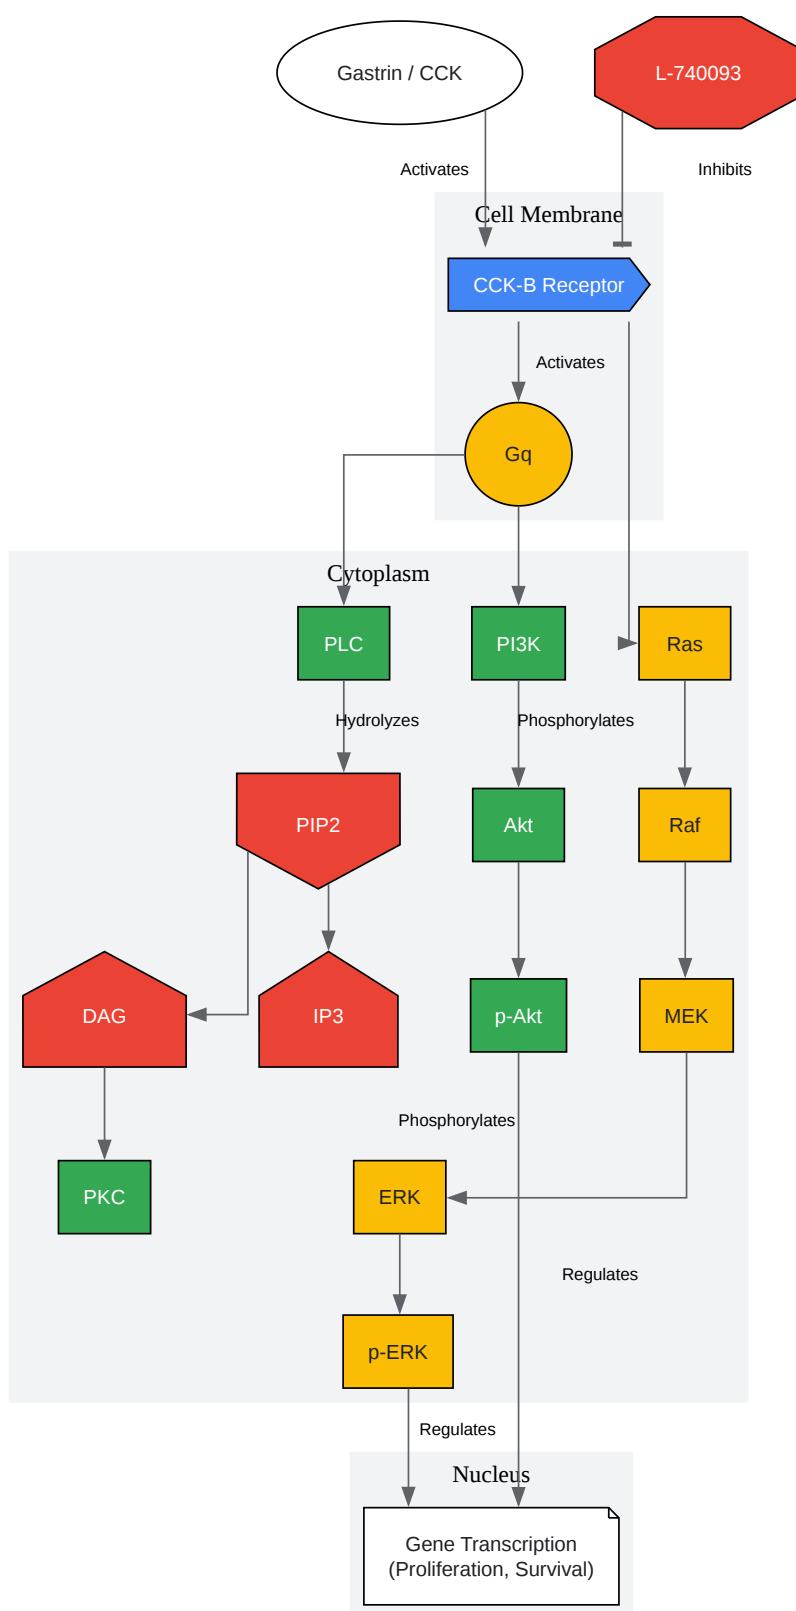 Gastrin / CCK
L-740093
Activates
Inhibits
Cell Membrane
CCK-B Receptor
Activates
Gq
Cytoplasm
PLC
PI3K
Ras
Hydrolyzes
Phosphorylates
PIP2
Akt
Raf
DAG
IP3
p-Akt
MEK
Phosphorylates
PKC
ERK
Regulates
p-ERK
Regulates
Nucleus
Gene Transcription
(Proliferation, Survival)